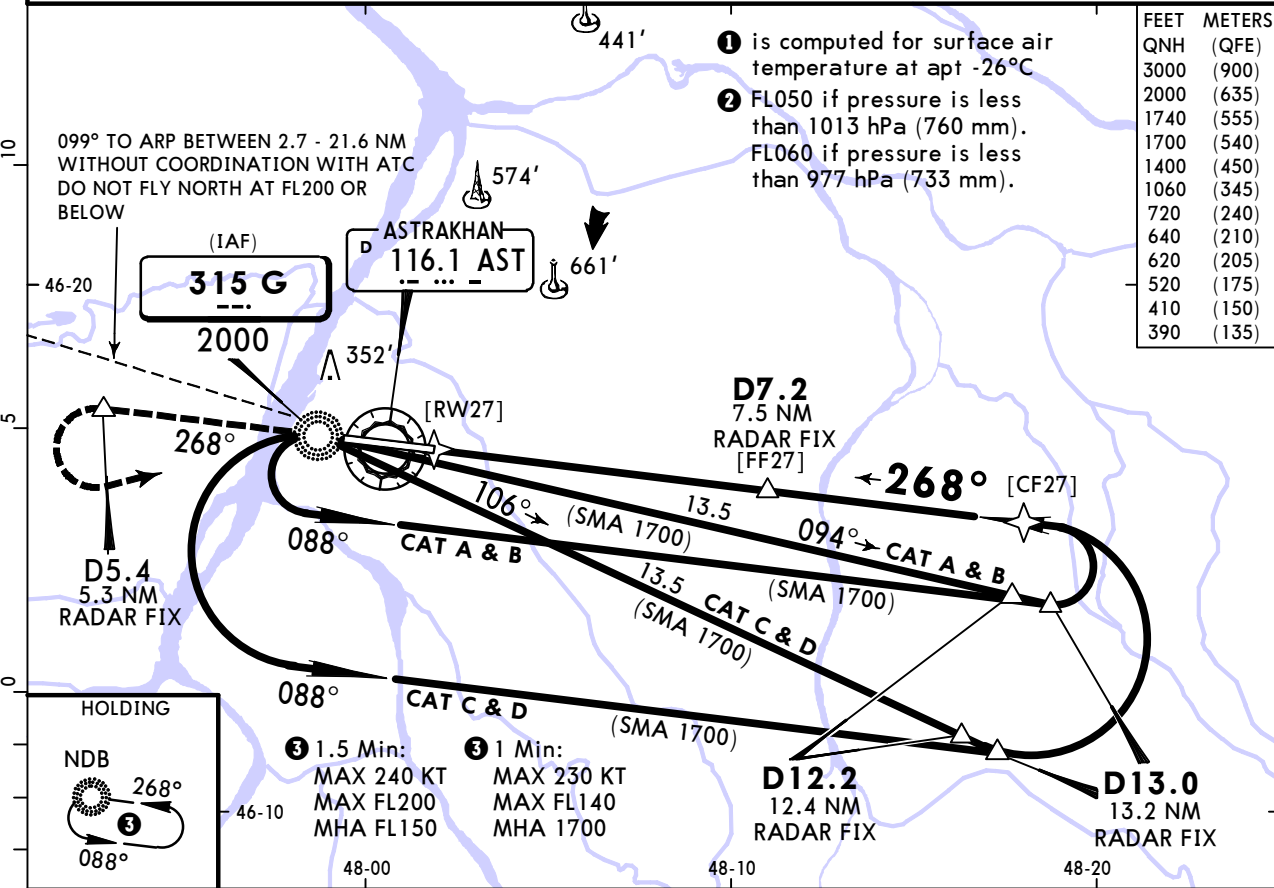 441'
❶ is computed for surface air
temperature at apt -26°C
❷ FL050 if pressure is less
than 1013 hPa (760 mm).
FL060 if pressure is less
than 977 hPa (733 mm).
FEET METERS
QNH (QFE)
3000 (900)
2000 (635)
1740 (555)
1700 (540)
1400 (450)
1060 (345)
720 (240)
640 (210)
620 (205)
520 (175)
410 (150)
390 (135)
10
099° TO ARP BETWEEN 2.7 - 21.6 NM
WITHOUT COORDINATION WITH ATC
DO NOT FLY NORTH AT FL200 OR
BELOW
574'
(IAF)
315 G
2000
ASTRAKHAN
D 116.1 AST
661'
46-20
352'
5
[RW27]
D7.2
7.5 NM
RADAR FIX
[FF27]
268°
268°
[CF27]
106°
(SMA 1700)
13.5
094°
CAT A & B
088°
CAT A & B
(SMA 1700)
13.5
CAT C & D
(SMA 1700)
D5.4
5.3 NM
RADAR FIX
0
088°
CAT C & D
(SMA 1700)
HOLDING
NDB
268°
❸
088°
❸ 1.5 Min:
MAX 240 KT
MAX FL200
MHA FL150
❸ 1 Min:
MAX 230 KT
MAX FL140
MHA 1700
D12.2
12.4 NM
RADAR FIX
D13.0
13.2 NM
RADAR FIX
46-10
48-00
48-10
48-20